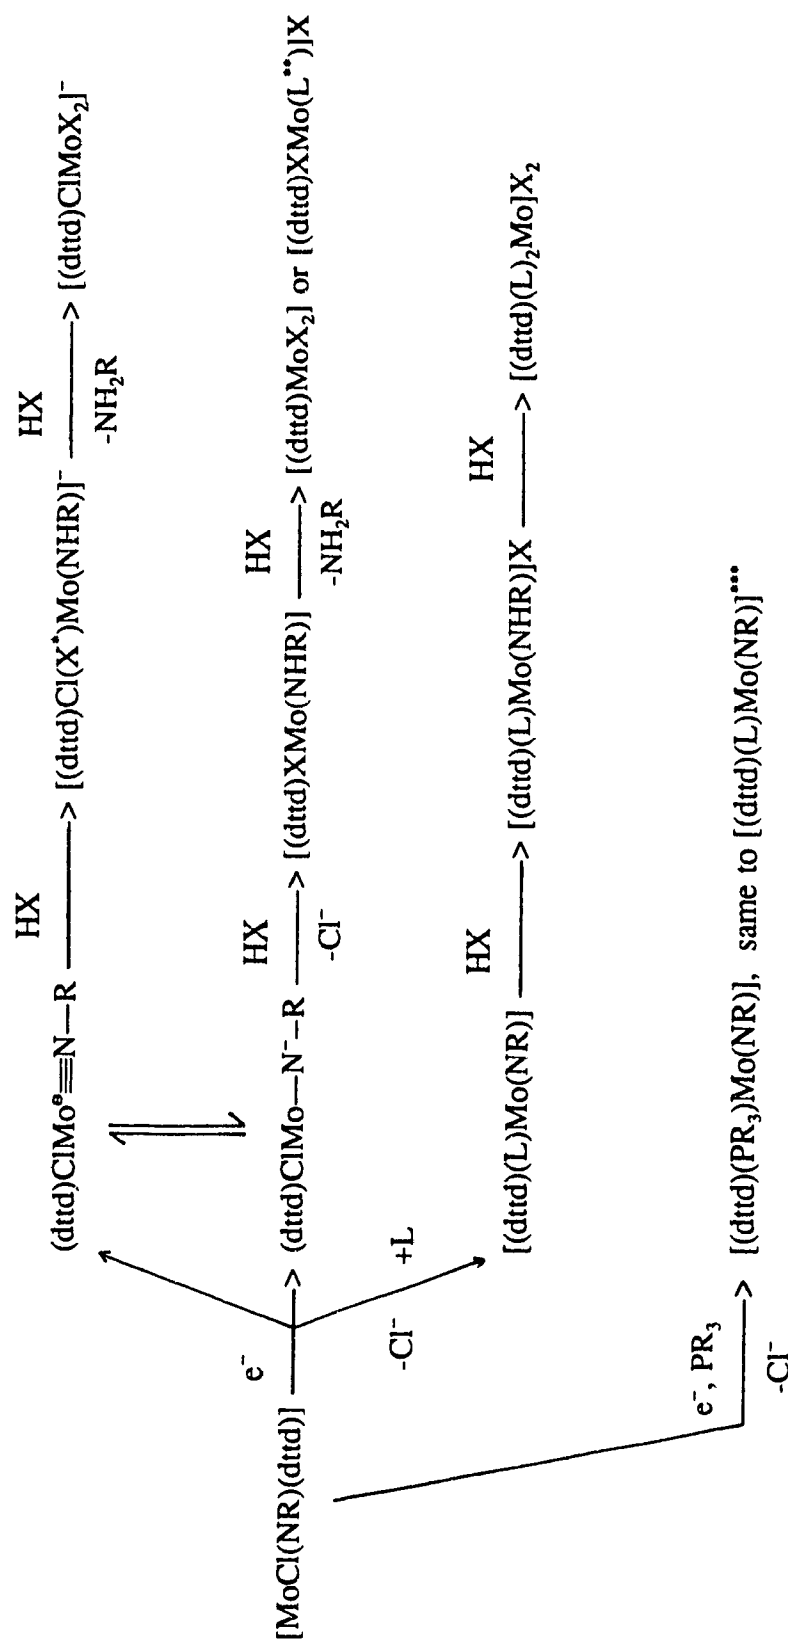 HX HX
(dttd)ClMo⊖≡N—R ⟶ [(dttd)Cl(X*)Mo(NHR)]⁻ ⟶ [(dttd)ClMoX₂]⁻
-NH₂R
e⁻ HX HX
[MoCl(NR)(dttd)] ⟶ (dttd)ClMo—N⁻—R ⟶ [(dttd)XMo(NHR)] ⟶ [(dttd)MoX₂] or [(dttd)XMo(L**)]X
-Cl⁻ -NH₂R
+L
-Cl⁻
HX HX
[(dttd)(L)Mo(NR)] ⟶ [(dttd)(L)Mo(NHR)]X ⟶ [(dttd)(L)₂Mo]X₂
e⁻, PR₃
[(dttd)(PR₃)Mo(NR)], same to [(dttd)(L)Mo(NR)]***
-Cl⁻